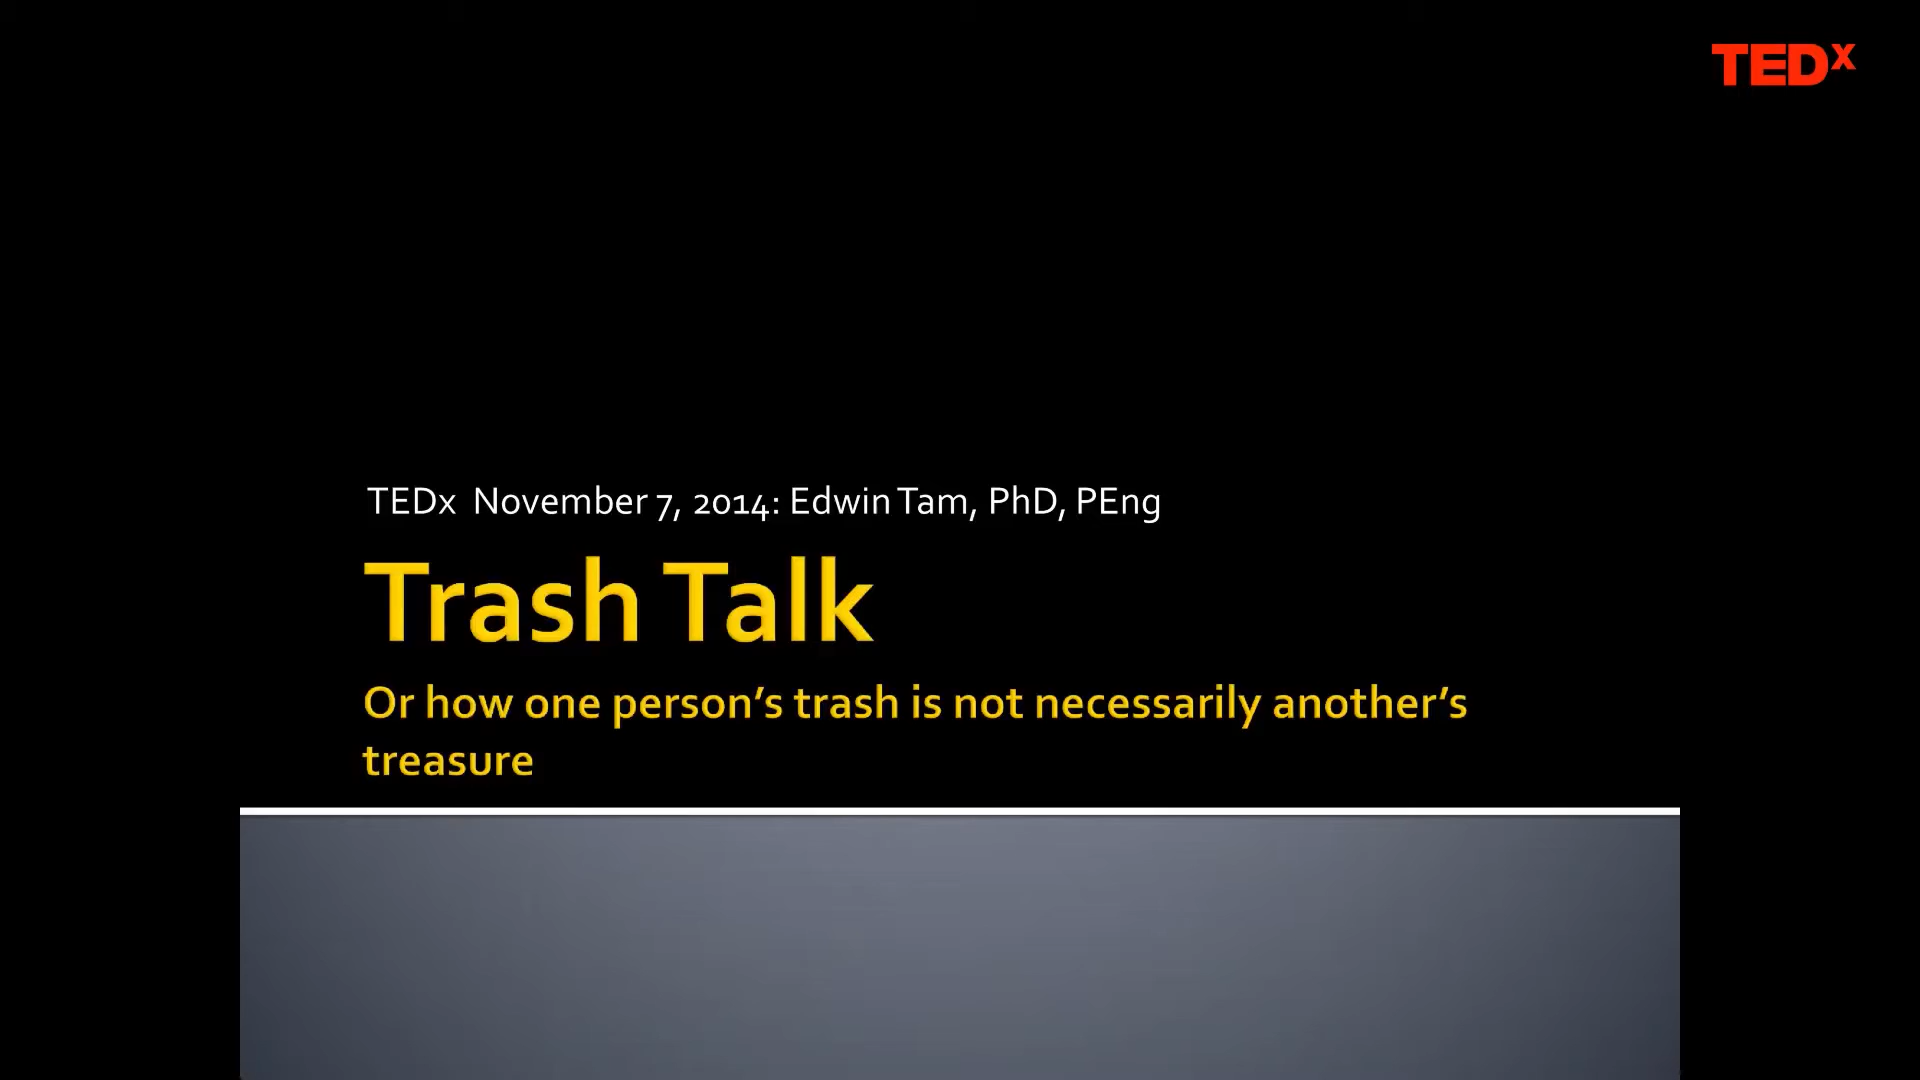 TEDx
TEDx November 7, 2014: Edwin Tam, PhD, PEng
Trash Talk
Or how one person’s trash is not necessarily another’s
treasure